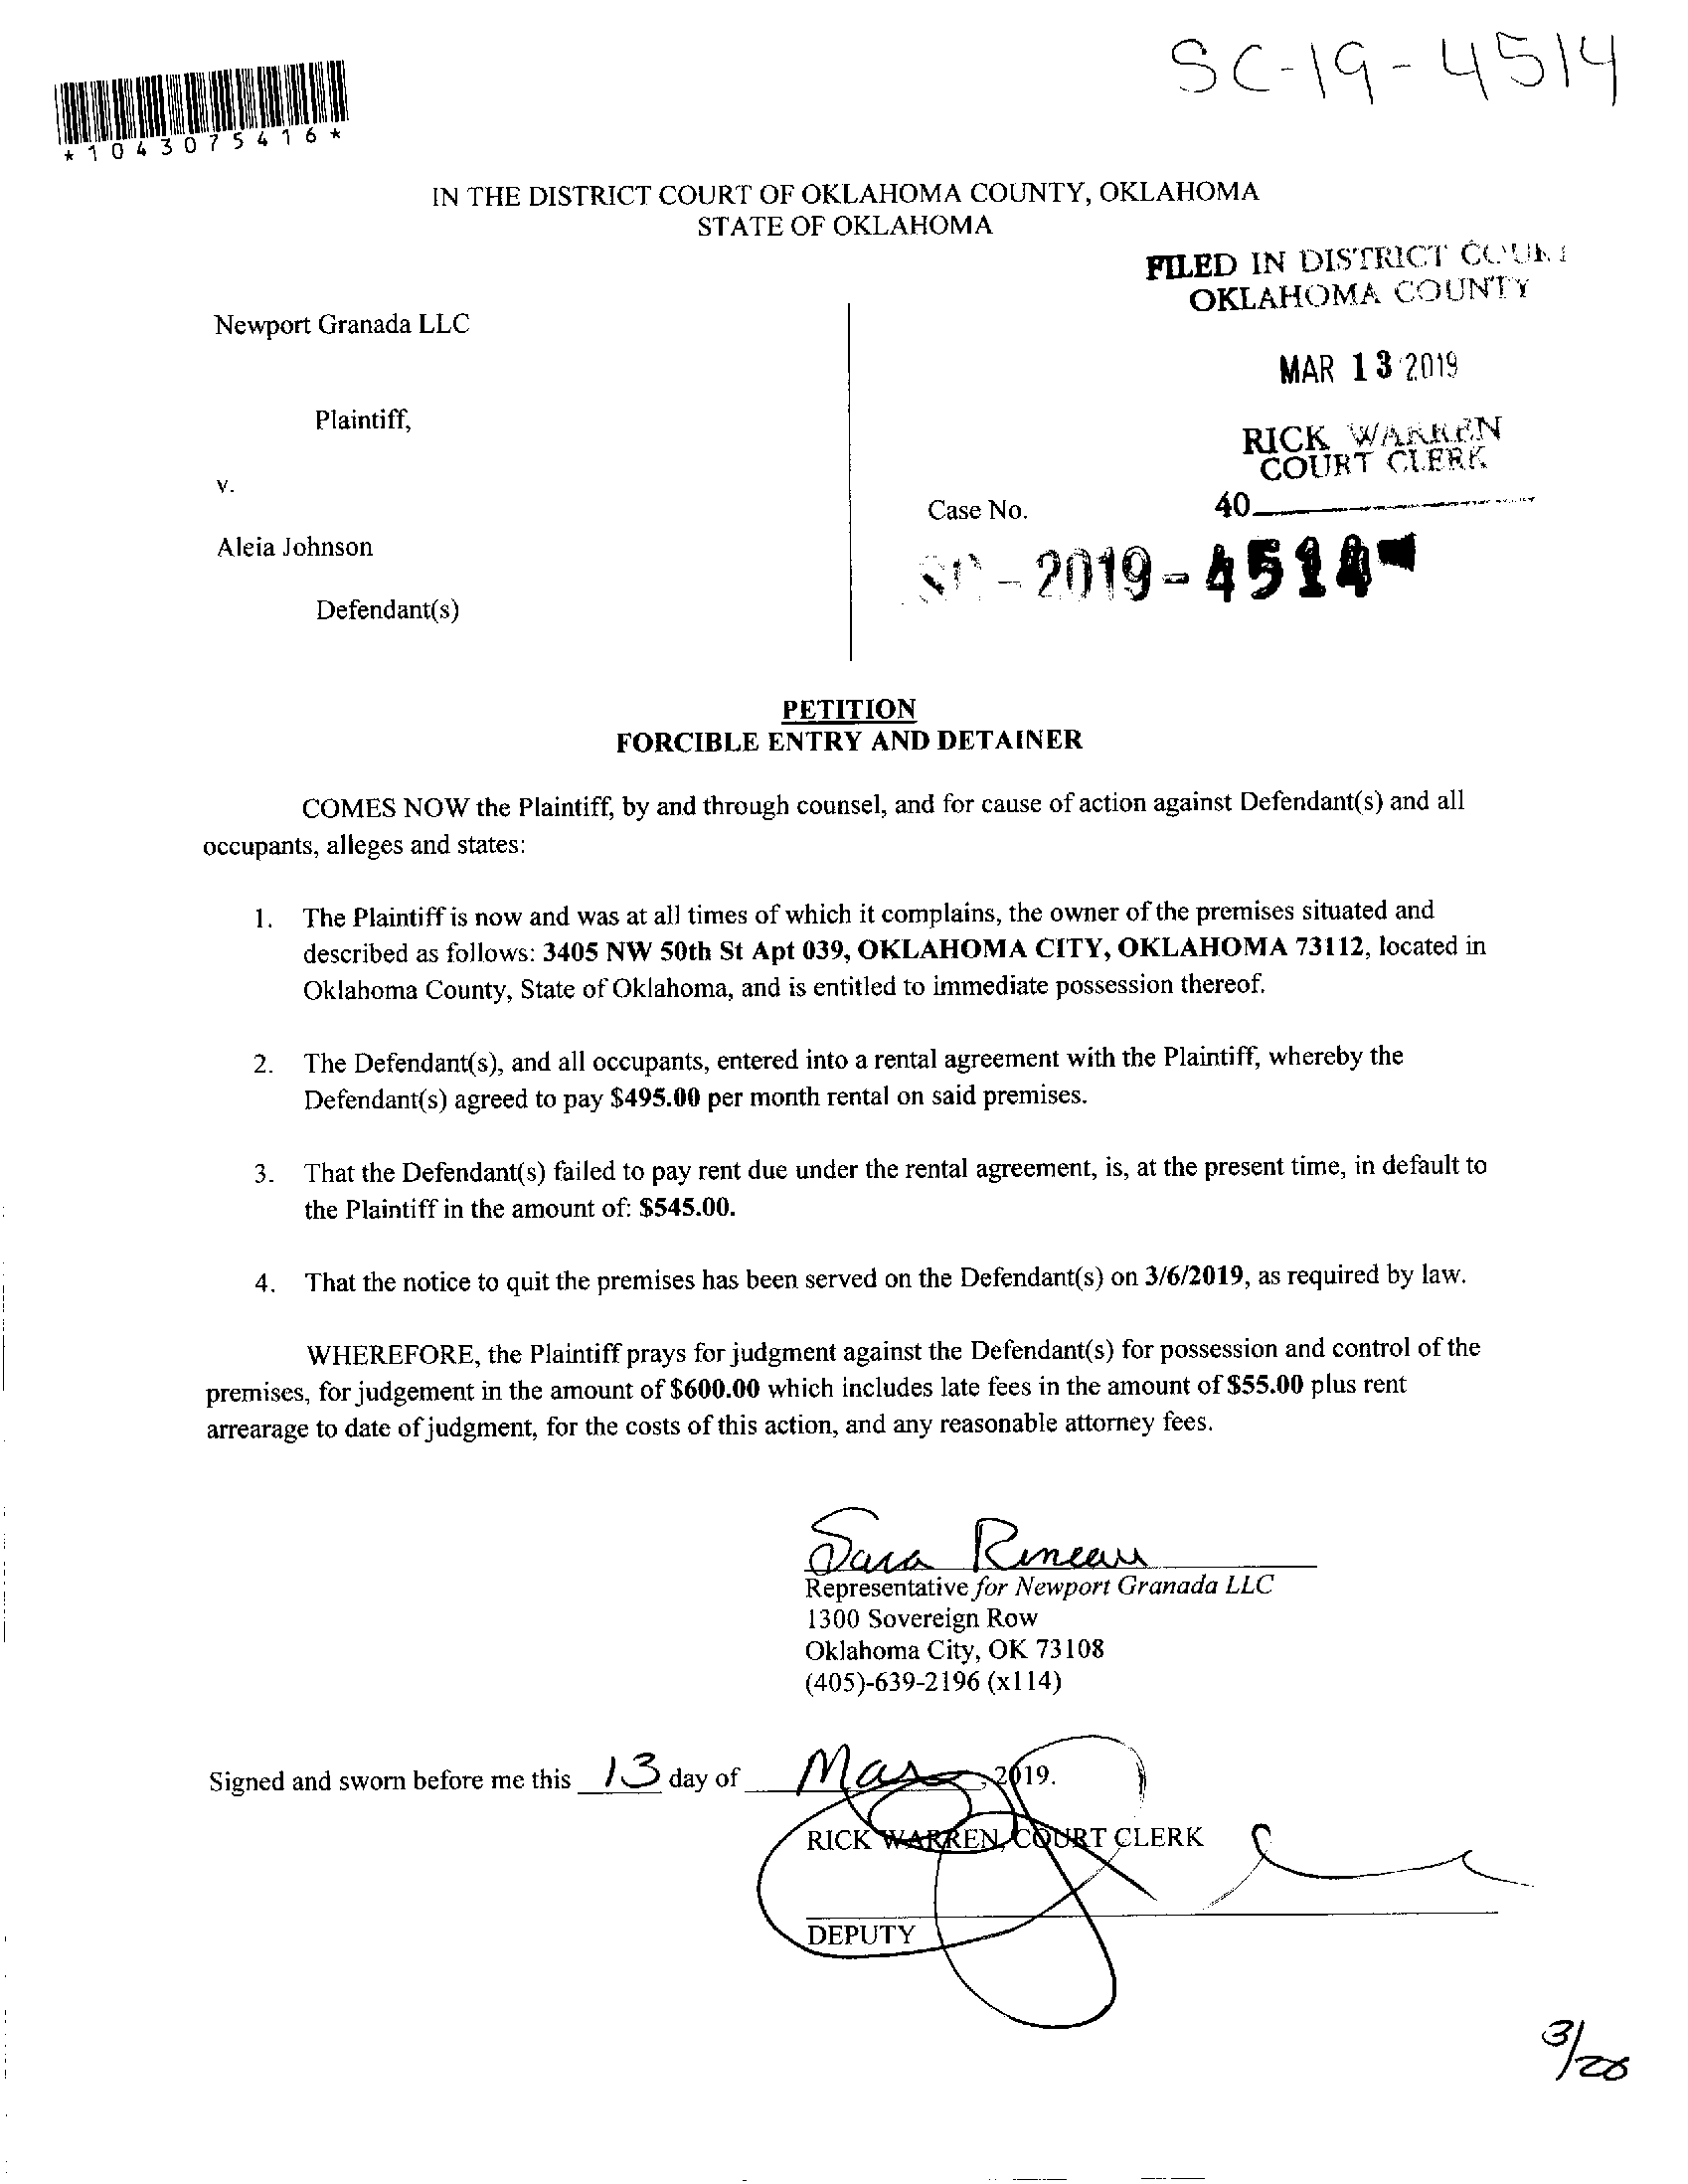 SC-19-4514
*1043075416*
IN THE DISTRICT COURT OF OKLAHOMA COUNTY, OKLAHOMA
STATE OF OKLAHOMA
FILED IN DISTRICT COURT
OKLAHOMA COUNTY
MAR 13 2019
RICK WARREN
COURT CLERK
40
Newport Granada LLC
Plaintiff,
v.
Aleia Johnson
Defendant(s)
Case No.
SC - 2019 - 4514
PETITION
FORCIBLE ENTRY AND DETAINER
COMES NOW the Plaintiff, by and through counsel, and for cause of action against Defendant(s) and all
occupants, alleges and states:
1. The Plaintiff is now and was at all times of which it complains, the owner of the premises situated and
described as follows: 3405 NW 50th St Apt 039, OKLAHOMA CITY, OKLAHOMA 73112, located in
Oklahoma County, State of Oklahoma, and is entitled to immediate possession thereof.
2. The Defendant(s), and all occupants, entered into a rental agreement with the Plaintiff, whereby the
Defendant(s) agreed to pay $495.00 per month rental on said premises.
3. That the Defendant(s) failed to pay rent due under the rental agreement, is, at the present time, in default to
the Plaintiff in the amount of: $545.00.
4. That the notice to quit the premises has been served on the Defendant(s) on 3/6/2019, as required by law.
WHEREFORE, the Plaintiff prays for judgment against the Defendant(s) for possession and control of the
premises, for judgement in the amount of $600.00 which includes late fees in the amount of $55.00 plus rent
arrearage to date of judgment, for the costs of this action, and any reasonable attorney fees.
Sara Rineau
Representative for Newport Granada LLC
1300 Sovereign Row
Oklahoma City, OK 73108
(405)-639-2196 (x114)
Signed and sworn before me this 13 day of Mar, 2019.
RICK WARREN, COURT CLERK
DEPUTY